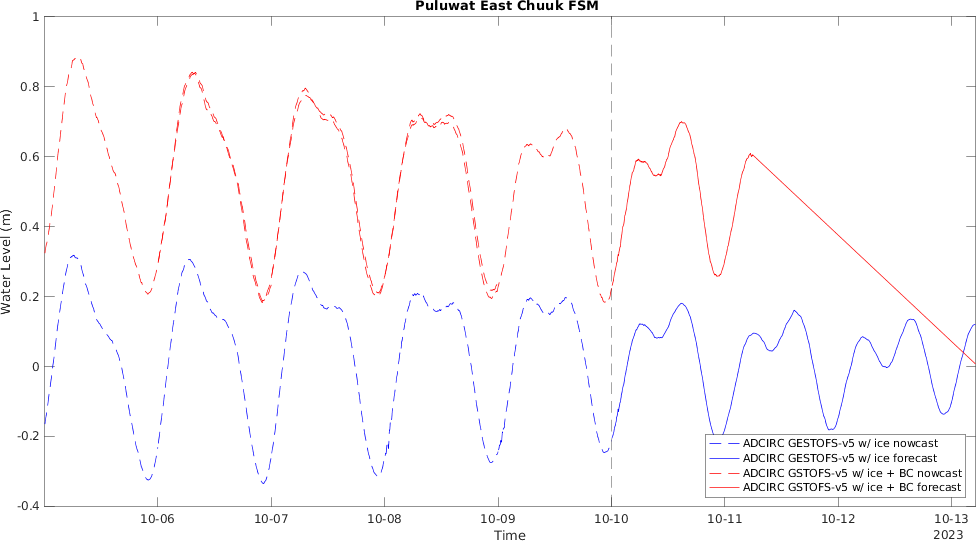 Puluwat East Chuuk FSM
1
0.8
0.6
0.4
0.2
0
-0.2
-0.4
Water Level (m)
10-06 10-07 10-08 10-09 10-10 10-11 10-12 10-13
2023
Time
ADCIRC GESTOFS-v5 w/ ice nowcast
ADCIRC GESTOFS-v5 w/ ice forecast
ADCIRC GSTOFS-v5 w/ ice + BC nowcast
ADCIRC GSTOFS-v5 w/ ice + BC forecast